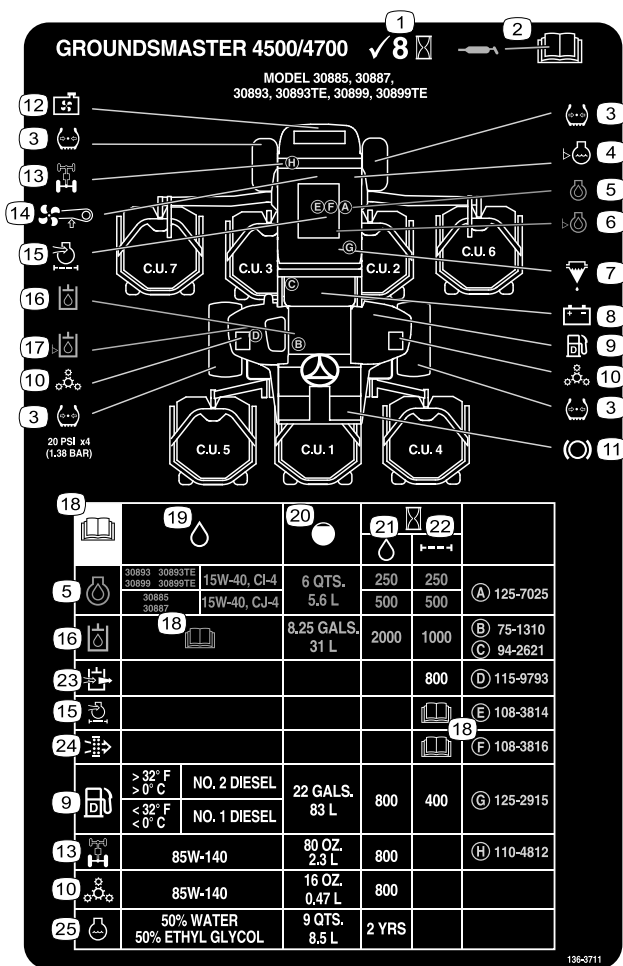 1
2
GROUNDSMASTER 4500/4700 ✓8
MODEL 30885, 30887,
30893, 30893TE, 30899, 30899TE
12
3
3
H
4
13
E F A
5
14
6
G
15
C.U. 7
C.U. 3
C.U. 2
C.U. 6
7
C
16
8
D
B
17
9
10
10
3
3
20 PSI x4
(1.38 BAR)
C.U. 5
C.U. 1
C.U. 4
11
18
19
20
21
22
5
30893 30893TE
30899 30899TE
15W-40, CI-4
30885
30887
15W-40, CJ-4
6 QTS.
5.6 L
250
250
500
500
A 125-7025
16
18
8.25 GALS.
31 L
2000
1000
B 75-1310
C 94-2621
23
800
D 115-9793
15
E 108-3814
18
24
F 108-3816
9
D
> 32° F
> 0° C
NO. 2 DIESEL
< 32° F
< 0° C
NO. 1 DIESEL
22 GALS.
83 L
800
400
G 125-2915
13
85W-140
80 OZ.
2.3 L
800
H 110-4812
10
85W-140
16 OZ.
0.47 L
800
25
50% WATER
50% ETHYL GLYCOL
9 QTS.
8.5 L
2 YRS
136-3711